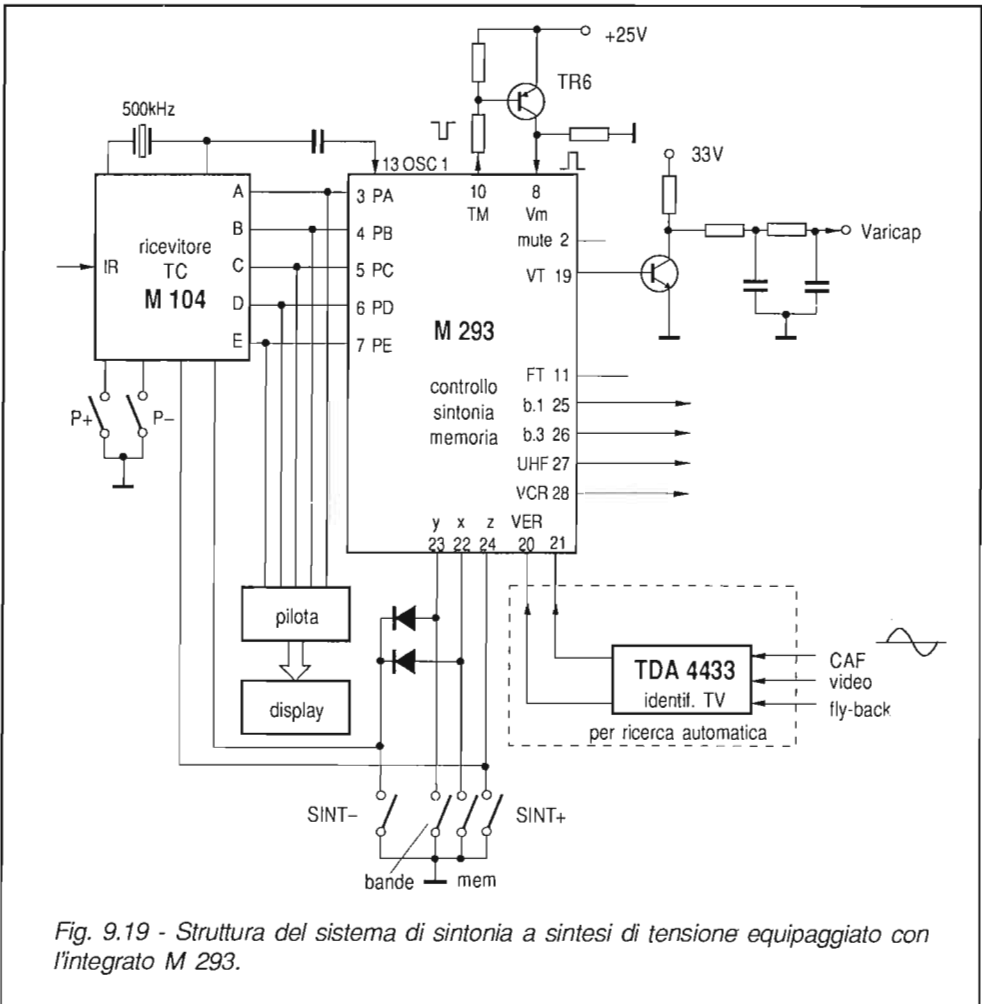 +25V
TR6
500kHz
33V
13 OSC 1
10
TM
8
Vm
mute 2
VT 19
Varicap
A
B
C
D
E
3 PA
4 PB
5 PC
6 PD
7 PE
IR
ricevitore
TC
M 104
M 293
controllo
sintonia
memoria
FT 11
b.1 25
b.3 26
UHF 27
VCR 28
P+
P−
y x z VER
23 22 24 20 21
pilota
display
TDA 4433
identif. TV
per ricerca automatica
CAF
video
fly-back
SINT−
SINT+
bande
mem
Fig. 9.19 - Struttura del sistema di sintonia a sintesi di tensione equipaggiato con
l'integrato M 293.